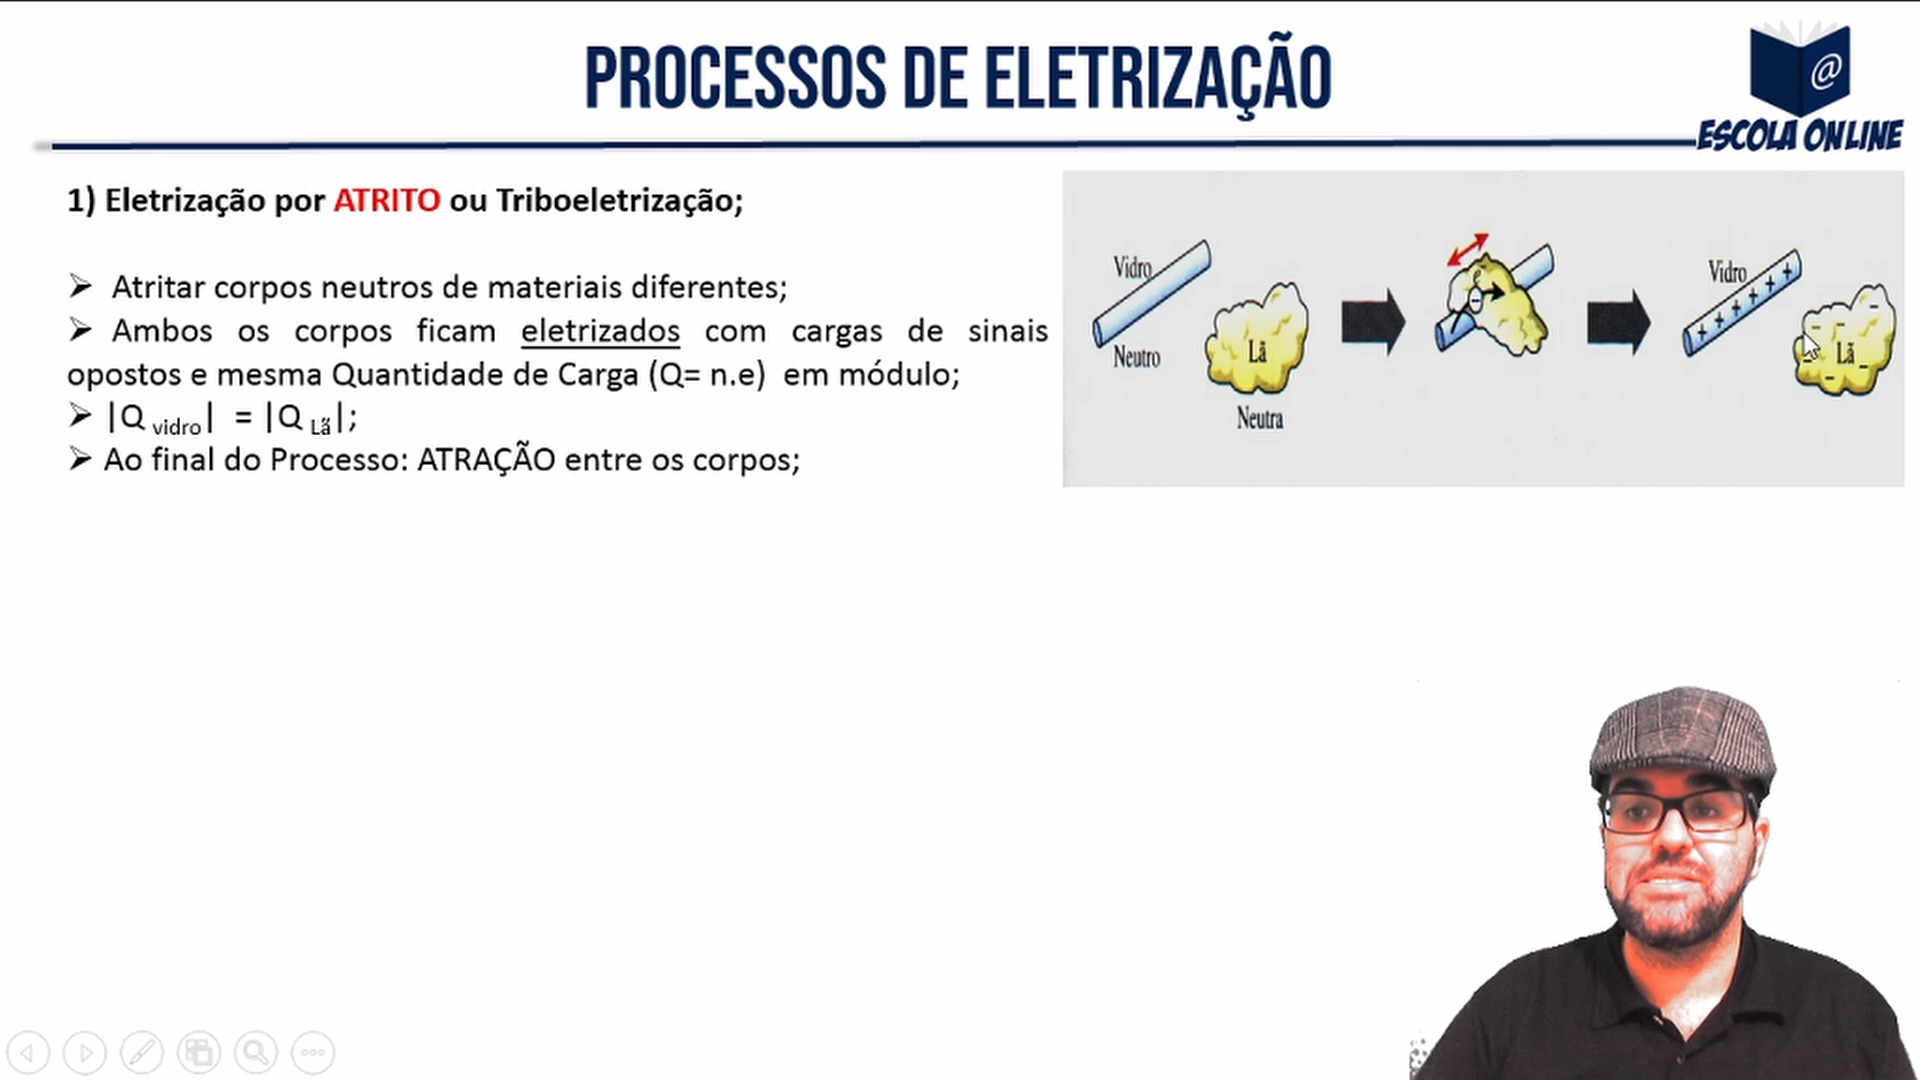 PROCESSOS DE ELETRIZAÇÃO
@
ESCOLA ONLINE
1) Eletrização por ATRITO ou Triboeletrização;
➢ Atritar corpos neutros de materiais diferentes;
➢ Ambos os corpos ficam eletrizados com cargas de sinais
opostos e mesma Quantidade de Carga (Q= n.e) em módulo;
➢ |Q vidro| = |Q Lã|;
➢ Ao final do Processo: ATRAÇÃO entre os corpos;
Vidro
Neutro
Lã
Neutra
e
Vidro
+ + + + + +
Lã